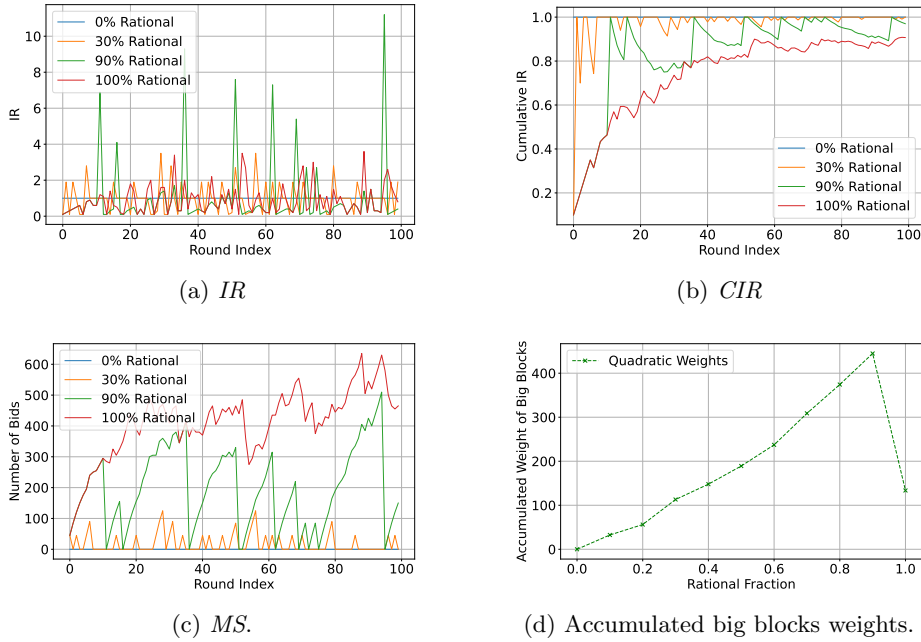 10
8
6
4
2
0
IR
0% Rational
30% Rational
90% Rational
100% Rational
0 20 40 60 80 100
Round Index
(a) IR
1.0
0.8
0.6
0.4
0.2
Cumulative IR
0% Rational
30% Rational
90% Rational
100% Rational
0 20 40 60 80 100
Round Index
(b) CIR
600
500
400
300
200
100
0
Number of Bids
0% Rational
30% Rational
90% Rational
100% Rational
0 20 40 60 80 100
Round Index
(c) MS.
400
300
200
100
0
Accumulated Weight of Big Blocks
Quadratic Weights
0.0 0.2 0.4 0.6 0.8 1.0
Rational Fraction
(d) Accumulated big blocks weights.